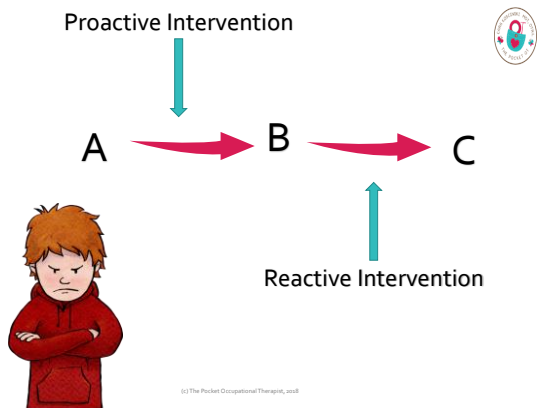 Proactive Intervention
A
B
C
Reactive Intervention
(c) The Pocket Occupational Therapist, 2018